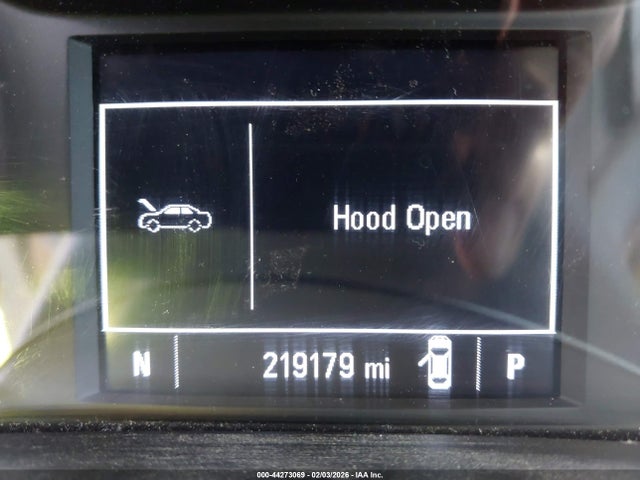 Hood Open
N 219179 mi P
000-44273069 - 02/03/2026 - IAA Inc.